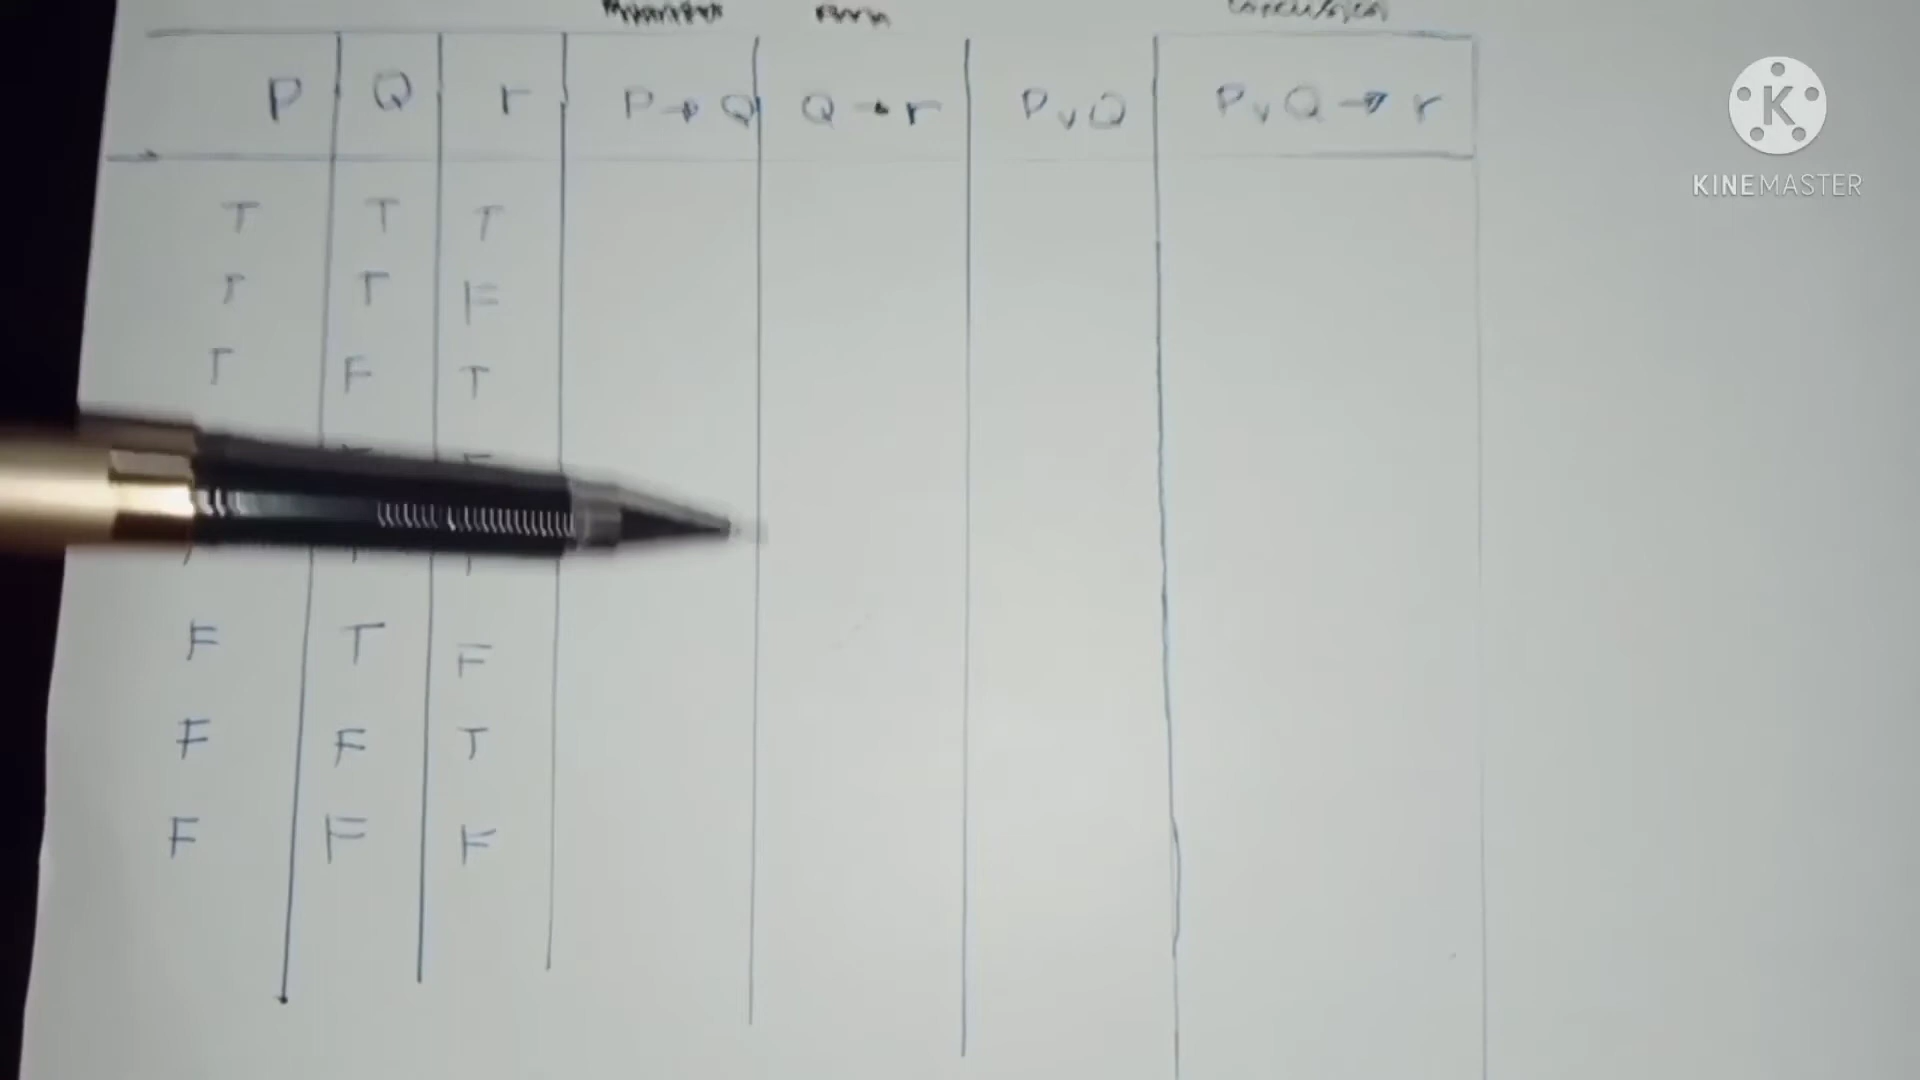 P Q r P → Q Q → r P v Q P v Q → r
K
KINEMASTER
T T T
T T F
T F T
F T F
F F T
F F F